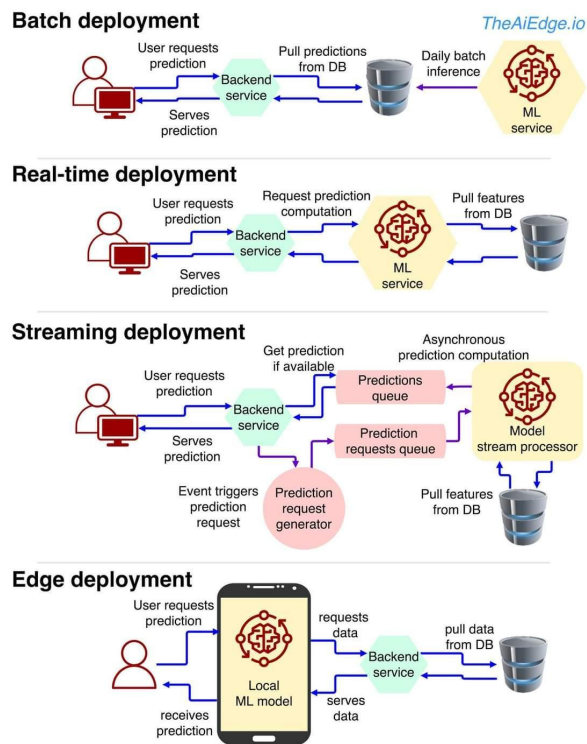 Batch deployment
TheAiEdge.io
User requests
prediction
Pull predictions
from DB
Daily batch
inference
Backend
service
ML
service
Serves
prediction
Real-time deployment
User requests
prediction
Request prediction
computation
Pull features
from DB
Backend
service
ML
service
Serves
prediction
Streaming deployment
Get prediction
if available
Asynchronous
prediction computation
User requests
prediction
Predictions
queue
Backend
service
Serves
prediction
Prediction
requests queue
Model
stream processor
Event triggers
prediction
request
Prediction
request
generator
Pull features
from DB
Edge deployment
User requests
prediction
requests
data
pull data
from DB
Backend
service
Local
ML model
receives
prediction
serves
data